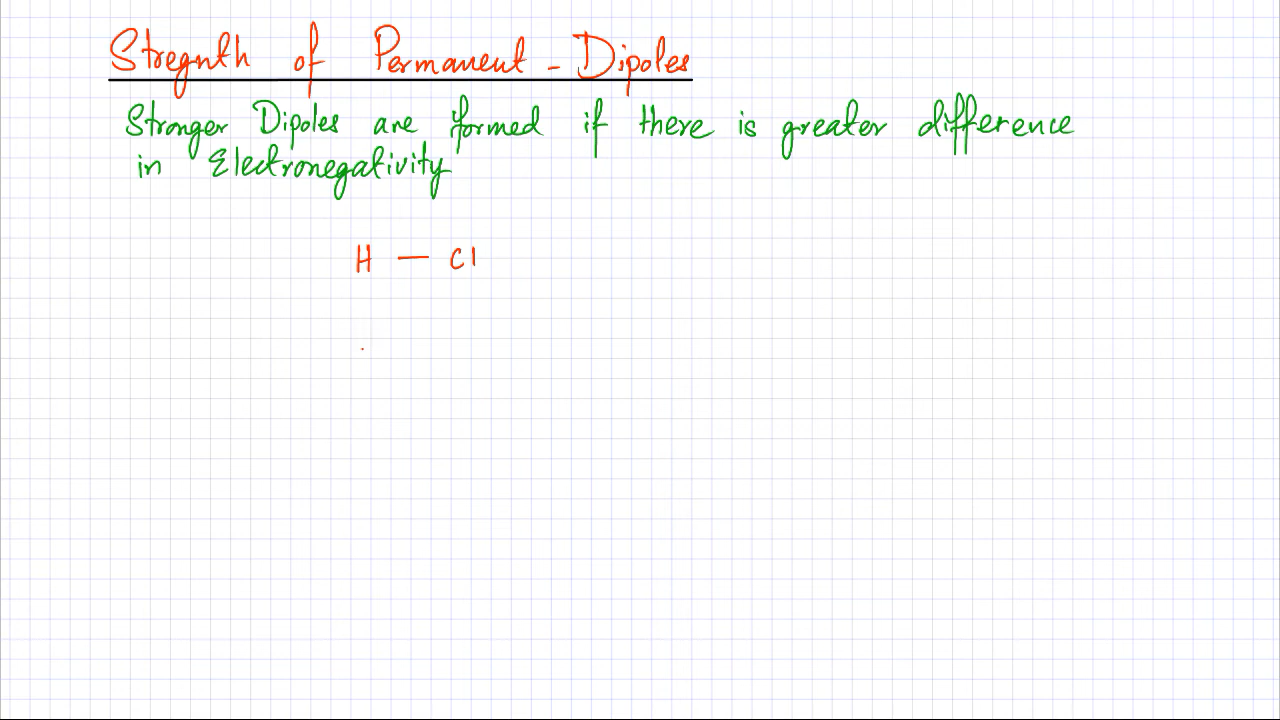 Stregnth of Permanent - Dipoles
Stronger Dipoles are formed if there is greater difference
in Electronegativity
H — Cl